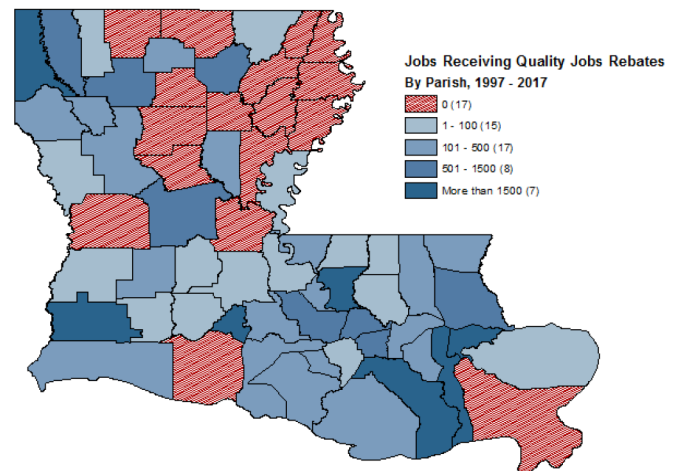 Jobs Receiving Quality Jobs Rebates
By Parish, 1997 - 2017
0 (17)
1 - 100 (15)
101 - 500 (17)
501 - 1500 (8)
More than 1500 (7)